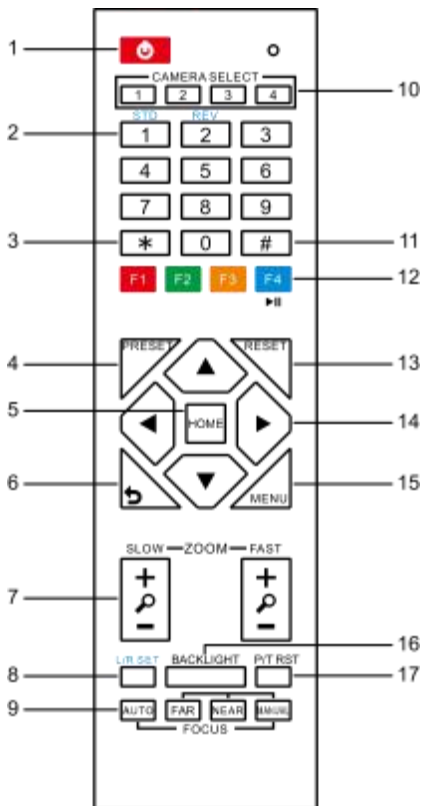 1
CAMERA SELECT
1 2 3 4
10
STD REV
2
1 2 3
4 5 6
7 8 9
3
* 0 #
11
F1 F2 F3 F4
12
PRESET RESET
4
13
5
HOME
14
6
MENU
15
SLOW ZOOM FAST
+ +
7
- -
16
L/R SET BACKLIGHT P/T RST
8
17
9
AUTO FAR NEAR MANUAL
FOCUS